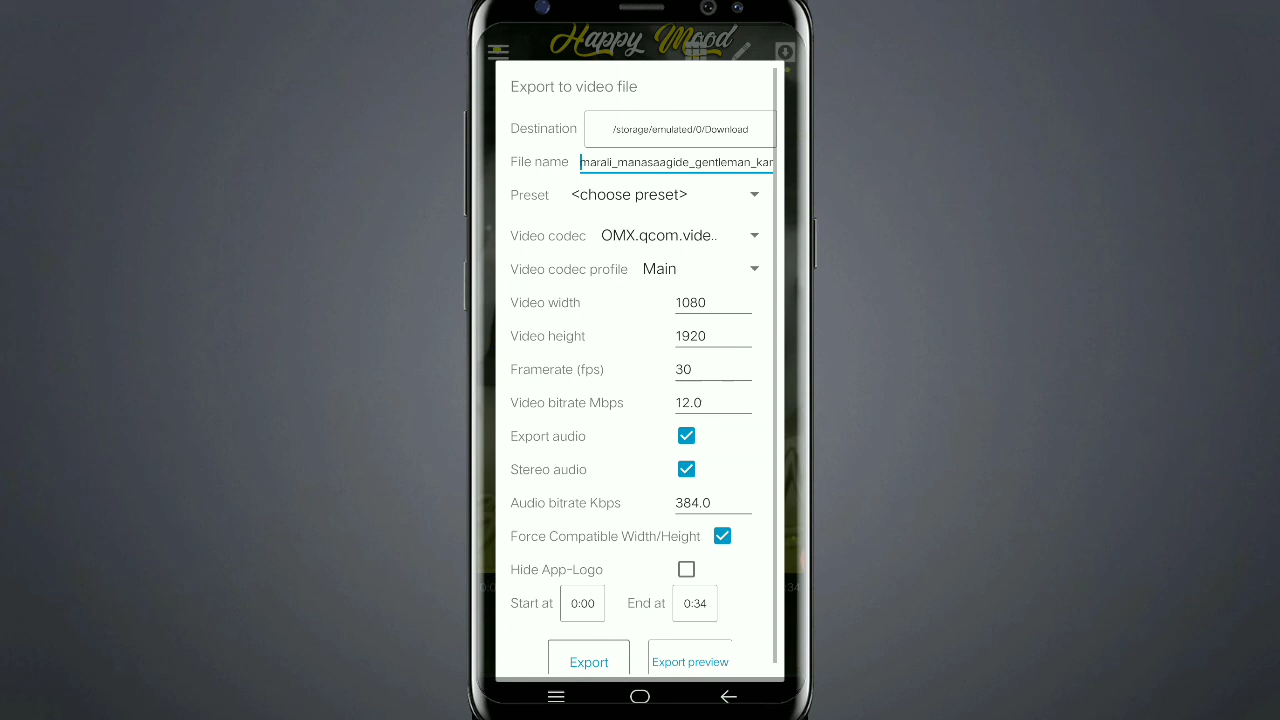 Happy Mood
Export to video file
Destination /storage/emulated/0/Download
File name marali_manasaagide_gentleman_kar
Preset <choose preset>
Video codec OMX.qcom.vide..
Video codec profile Main
Video width 1080
Video height 1920
Framerate (fps) 30
Video bitrate Mbps 12.0
Export audio
Stereo audio
Audio bitrate Kbps 384.0
Force Compatible Width/Height
Hide App-Logo
Start at 0:00 End at 0:34
Export Export preview